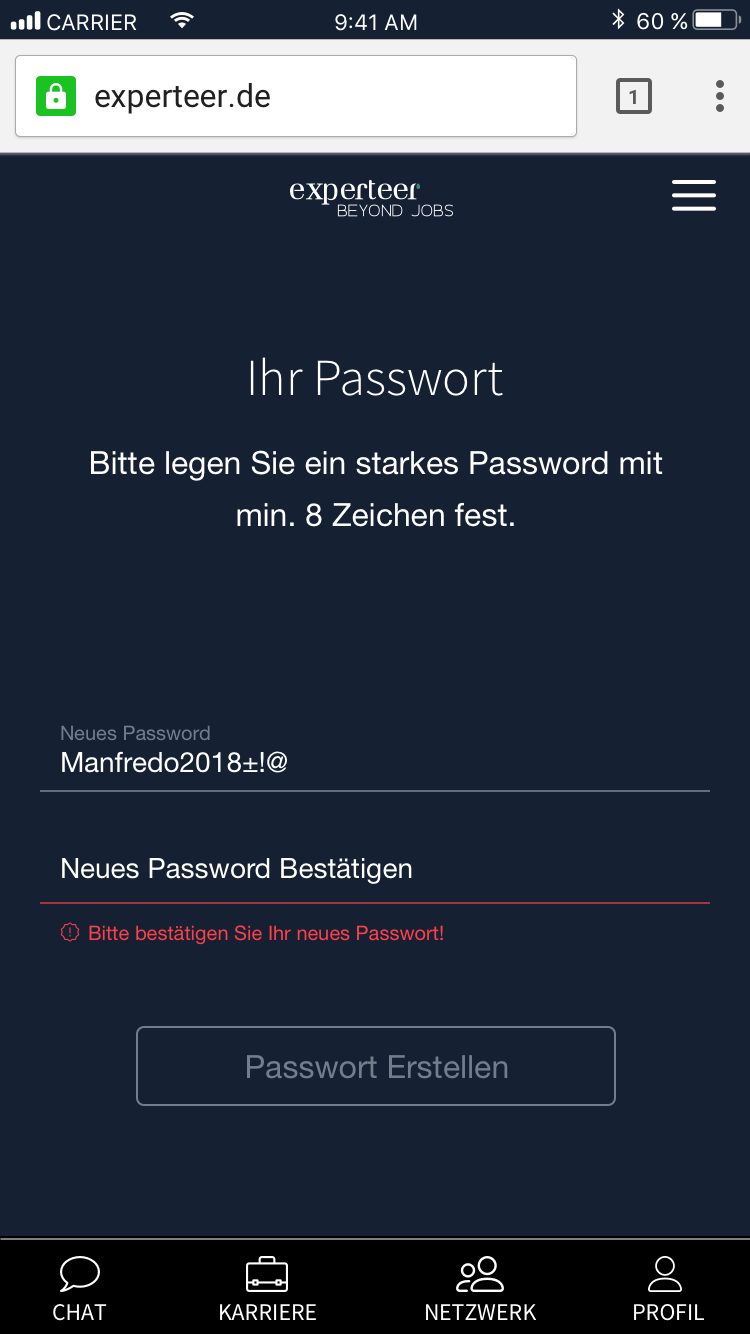 CARRIER 9:41 AM 60 %
experteer.de 1
experteer
BEYOND JOBS
Ihr Passwort
Bitte legen Sie ein starkes Password mit
min. 8 Zeichen fest.
Neues Password
Manfredo2018±!@
Neues Password Bestätigen
Bitte bestätigen Sie Ihr neues Passwort!
Passwort Erstellen
CHAT KARRIERE NETZWERK PROFIL